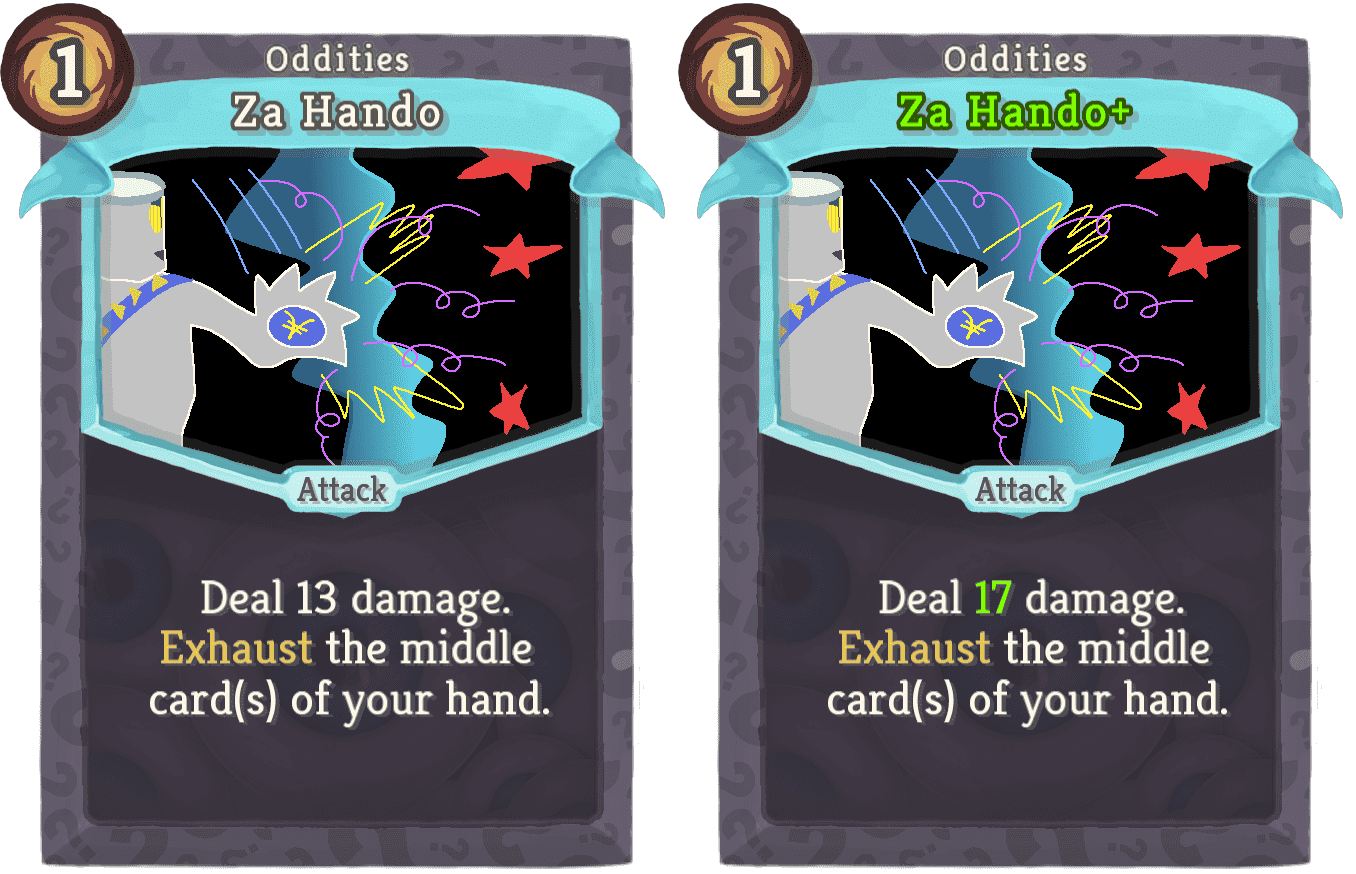 1
Oddities
Za Hando
Attack
Deal 13 damage.
Exhaust the middle
card(s) of your hand.
1
Oddities
Za Hando+
Attack
Deal 17 damage.
Exhaust the middle
card(s) of your hand.